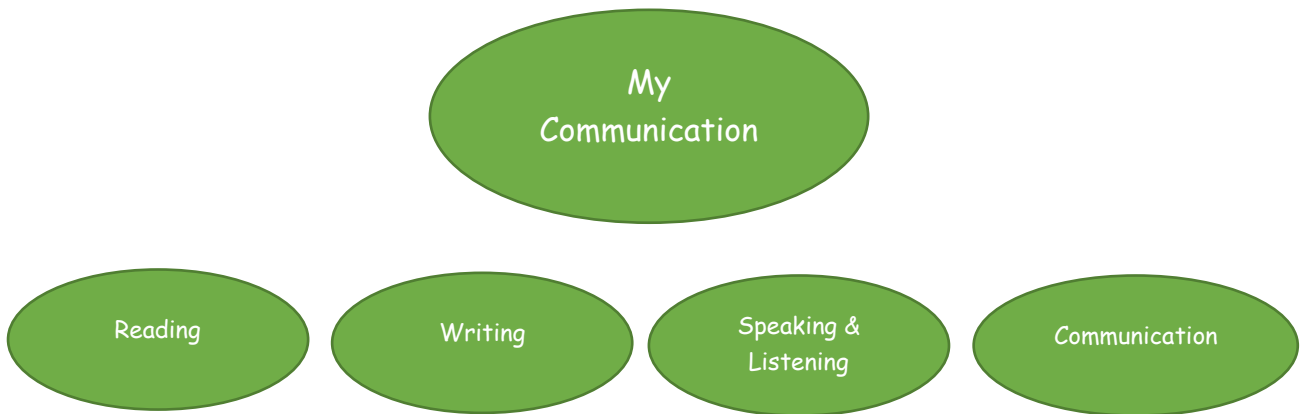 My
Communication
Reading
Writing
Speaking &
Listening
Communication